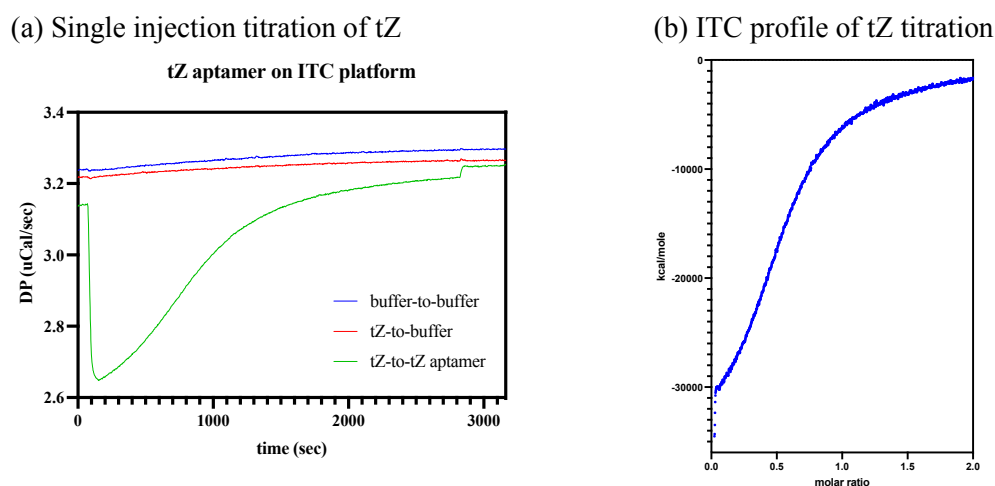 (a) Single injection titration of tZ
tZ aptamer on ITC platform
3.4
3.2
3.0
2.8
2.6
DP (uCal/sec)
buffer-to-buffer
tZ-to-buffer
tZ-to-tZ aptamer
0
1000
2000
3000
time (sec)
(b) ITC profile of tZ titration
0
-10000
-20000
-30000
kcal/mole
0.0
0.5
1.0
1.5
2.0
molar ratio